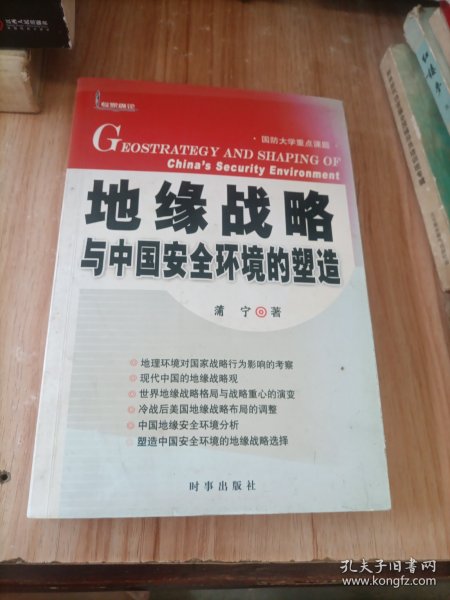 专家高论
· 国防大学重点课题 ·
GEOSTRATEGY AND SHAPING OF
China's Security Environment
地缘战略
与中国安全环境的塑造
蒲 宁 ◎ 著
◎ 地理环境对国家战略行为影响的考察
◎ 现代中国的地缘战略观
◎ 世界地缘战略格局与战略重心的演变
◎ 冷战后美国地缘战略布局的调整
◎ 中国地缘安全环境分析
◎ 塑造中国安全环境的地缘战略选择
时事出版社
孔夫子旧书网
www.kongfz.com